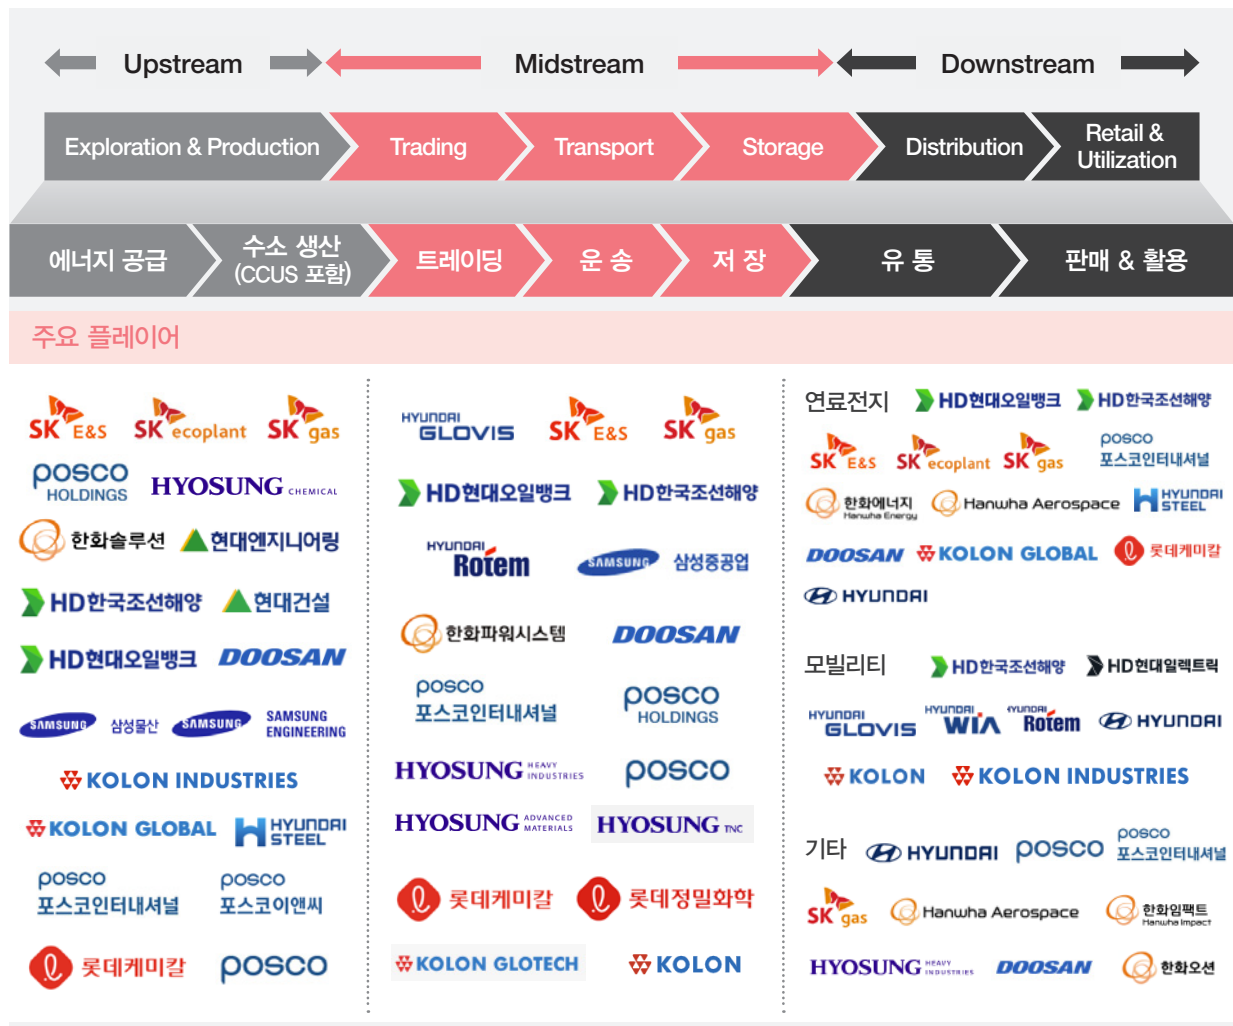 Upstream
Midstream
Downstream
Exploration & Production
Trading
Transport
Storage
Distribution
Retail &
Utilization
에너지 공급
수소 생산
(CCUS 포함)
트레이딩
운 송
저 장
유 통
판매 & 활용
주요 플레이어
SK E&S
SK ecoplant
SK gas
posco
HOLDINGS
HYOSUNG CHEMICAL
한화솔루션
현대엔지니어링
HD한국조선해양
현대건설
HD현대오일뱅크
DOOSAN
SAMSUNG 삼성물산
SAMSUNG
SAMSUNG
ENGINEERING
KOLON INDUSTRIES
KOLON GLOBAL
HYUNDAI
STEEL
posco
포스코인터내셔널
posco
포스코이앤씨
롯데케미칼
posco
HYUNDAI
GLOVIS
SK E&S
SK gas
HD현대오일뱅크
HD한국조선해양
HYUNDAI
Rotem
SAMSUNG 삼성중공업
한화파워시스템
DOOSAN
posco
포스코인터내셔널
posco
HOLDINGS
HYOSUNG HEAVY
INDUSTRIES
posco
HYOSUNG ADVANCED
MATERIALS
HYOSUNG TNC
롯데케미칼
롯데정밀화학
KOLON GLOTECH
KOLON
연료전지
HD현대오일뱅크
HD한국조선해양
SK E&S
SK ecoplant
SK gas
posco
포스코인터내셔널
한화에너지
Hanwha Energy
Hanwha Aerospace
HYUNDAI
STEEL
DOOSAN
KOLON GLOBAL
롯데케미칼
HYUNDAI
모빌리티
HD한국조선해양
HD현대일렉트릭
HYUNDAI
GLOVIS
HYUNDAI
WIA
HYUNDAI
Rotem
HYUNDAI
KOLON
KOLON INDUSTRIES
기타
HYUNDAI
posco
posco
포스코인터내셔널
SK gas
Hanwha Aerospace
한화임팩트
Hanwha Impact
HYOSUNG HEAVY
INDUSTRIES
DOOSAN
한화오션